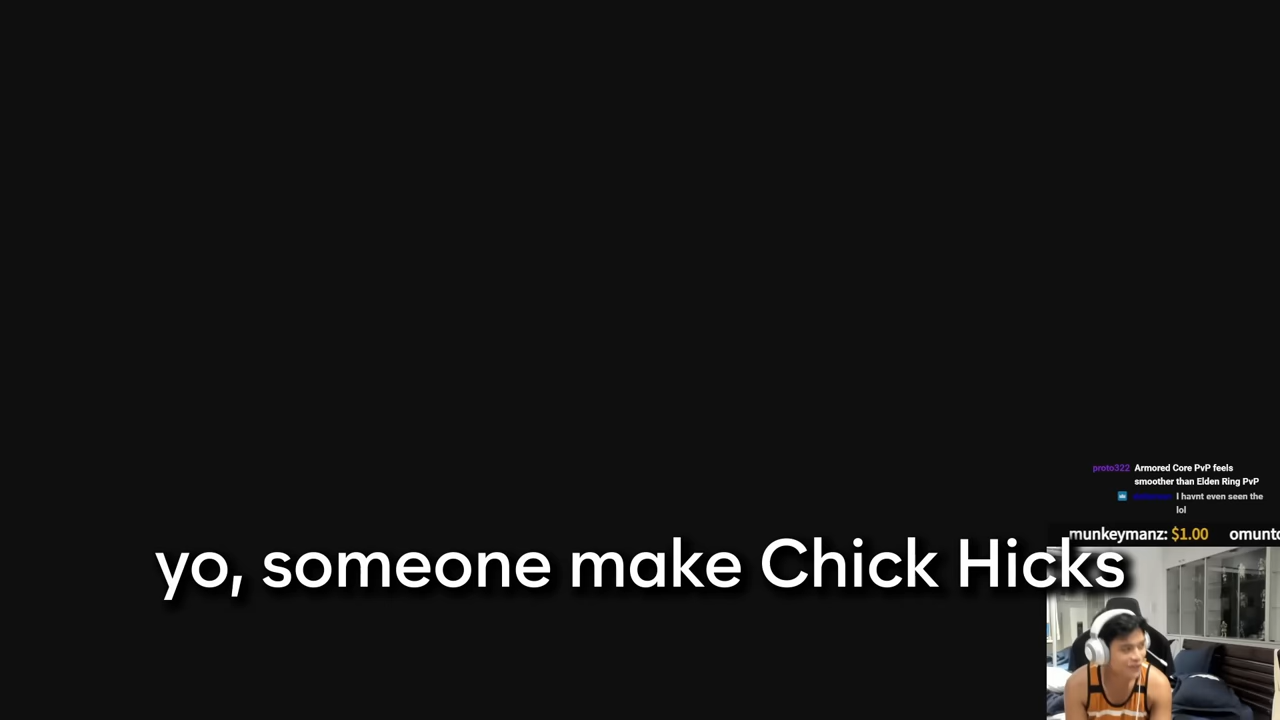 proto322 Armored Core PvP feels
smoother than Elden Ring PvP
I havnt even seen the
lol
munkeymanz: $1.00 omunto
yo, someone make Chick Hicks